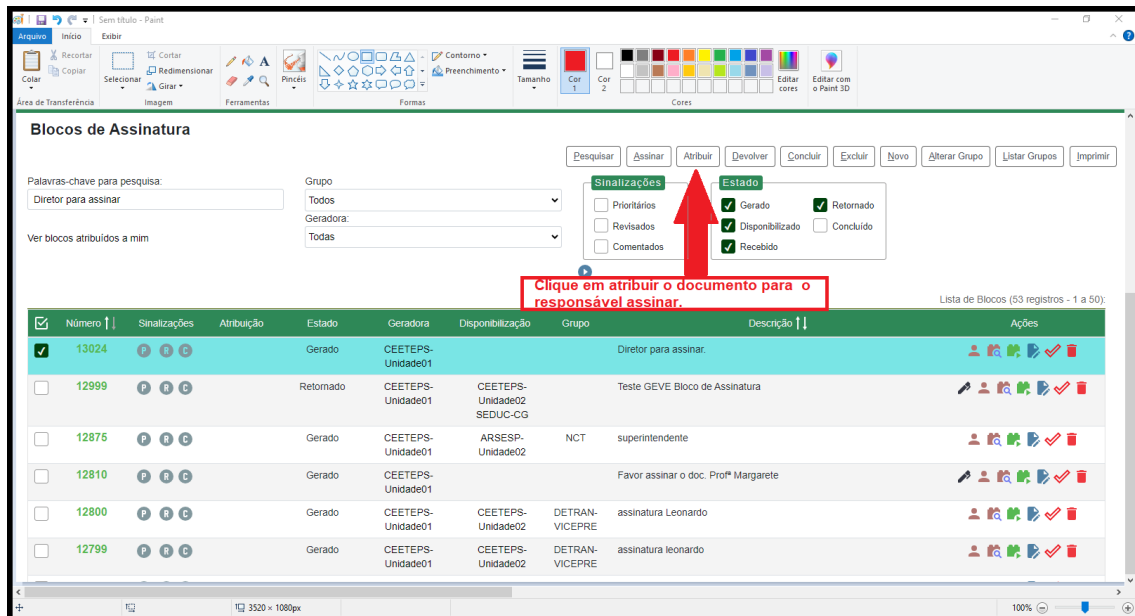 Sem título - Paint
Arquivo Início Exibir
Colar
Recortar
Copiar
Área de Transferência
Selecionar
Cortar
Redimensionar
Girar
Imagem
Ferramentas
Pincéis
Contorno
Preenchimento
Formas
Tamanho
Cor 1
Cor 2
Editar cores
Cores
Editar com o Paint 3D
Blocos de Assinatura
Pesquisar Assinar Atribuir Devolver Concluir Excluir Novo Alterar Grupo Listar Grupos Imprimir
Palavras-chave para pesquisa:
Diretor para assinar
Ver blocos atribuídos a mim
Grupo
Todos
Geradora:
Todas
Sinalizações
Prioritários
Revisados
Comentados
Estado
Gerado Retornado
Disponibilizado Concluído
Recebido
Clique em atribuir o documento para o
responsável assinar.
Lista de Blocos (53 registros - 1 a 50):
Número Sinalizações Atribuição Estado Geradora Disponibilização Grupo Descrição Ações
13024 P R C Gerado CEETEPS- Diretor para assinar.
Unidade01
12999 P R C Retornado CEETEPS- CEETEPS- Teste GEVE Bloco de Assinatura
Unidade01 Unidade02
SEDUC-CG
12875 P R C Gerado CEETEPS- ARSESP- NCT superintendente
Unidade01 Unidade02
12810 P R C Gerado CEETEPS- Favor assinar o doc. Profª Margarete
Unidade01
12800 P R C Gerado CEETEPS- CEETEPS- DETRAN- assinatura Leonardo
Unidade01 Unidade02 VICEPRE
12799 P R C Gerado CEETEPS- CEETEPS- DETRAN- assinatura leonardo
Unidade01 Unidade02 VICEPRE
3520 × 1080px
100%